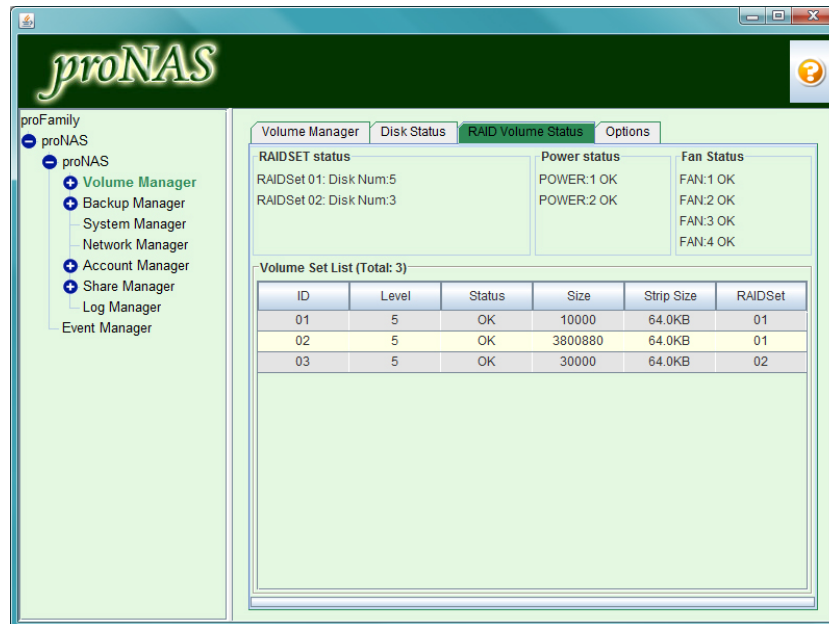 proNAS
proFamily
proNAS
proNAS
Volume Manager
Backup Manager
System Manager
Network Manager
Account Manager
Share Manager
Log Manager
Event Manager
Volume Manager Disk Status RAID Volume Status Options
RAIDSET status
RAIDSet 01: Disk Num:5
RAIDSet 02: Disk Num:3
Power status
POWER:1 OK
POWER:2 OK
Fan Status
FAN:1 OK
FAN:2 OK
FAN:3 OK
FAN:4 OK
Volume Set List (Total: 3)
ID Level Status Size Strip Size RAIDSet
01 5 OK 10000 64.0KB 01
02 5 OK 3800880 64.0KB 01
03 5 OK 30000 64.0KB 02